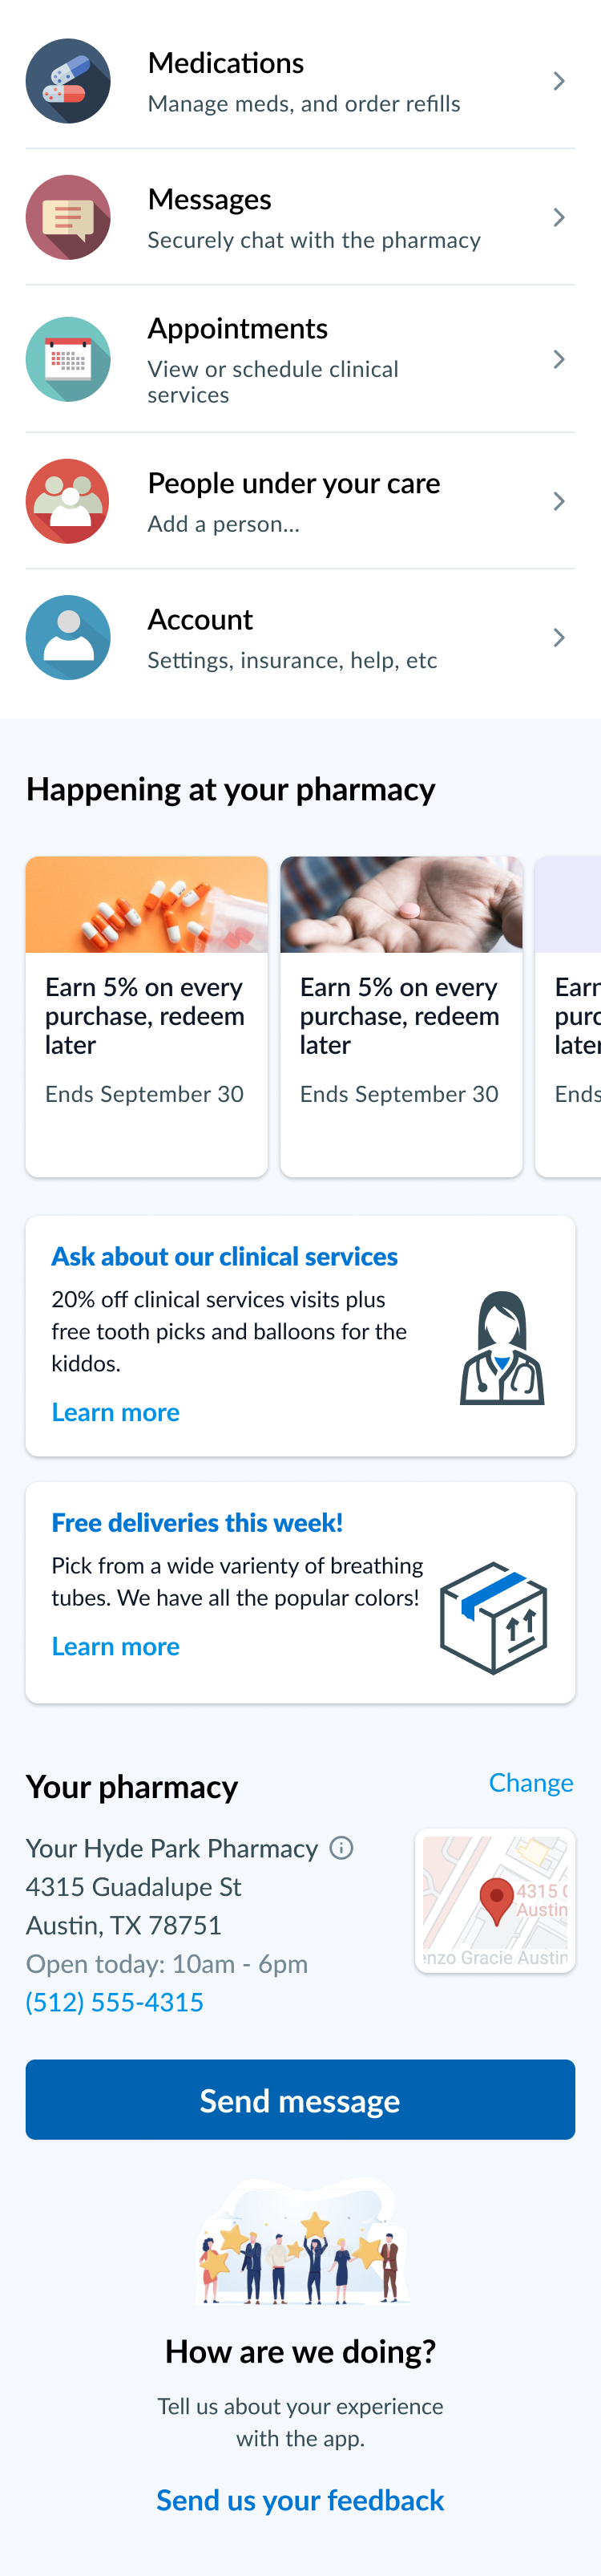 Medications
Manage meds, and order refills
Messages
Securely chat with the pharmacy
Appointments
View or schedule clinical
services
People under your care
Add a person...
Account
Settings, insurance, help, etc
Happening at your pharmacy
Earn 5% on every
purchase, redeem
later
Ends September 30
Earn 5% on every
purchase, redeem
later
Ends September 30
Earn
purc
later
Ends
Ask about our clinical services
20% off clinical services visits plus
free tooth picks and balloons for the
kiddos.
Learn more
Free deliveries this week!
Pick from a wide varienty of breathing
tubes. We have all the popular colors!
Learn more
Your pharmacy
Change
Your Hyde Park Pharmacy
4315 Guadalupe St
Austin, TX 78751
Open today: 10am - 6pm
(512) 555-4315
4315 G
Austin
enzo Gracie Austin
Send message
How are we doing?
Tell us about your experience
with the app.
Send us your feedback